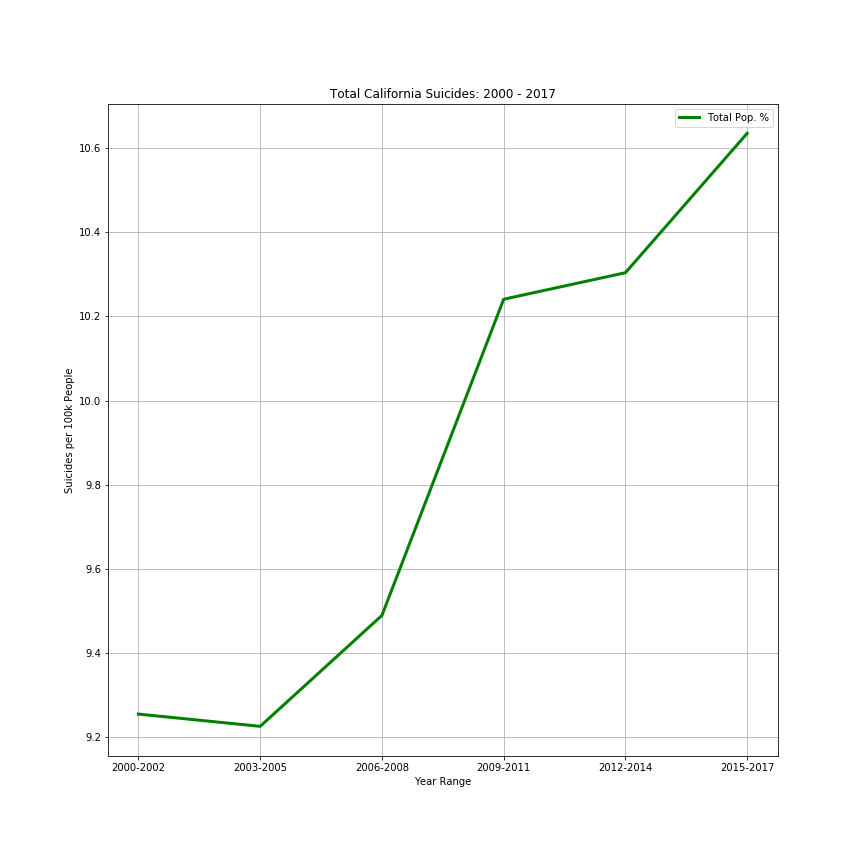 Total California Suicides: 2000 - 2017
Total Pop. %
10.6
10.4
10.2
10.0
9.8
9.6
9.4
9.2
Suicides per 100k People
2000-2002 2003-2005 2006-2008 2009-2011 2012-2014 2015-2017
Year Range